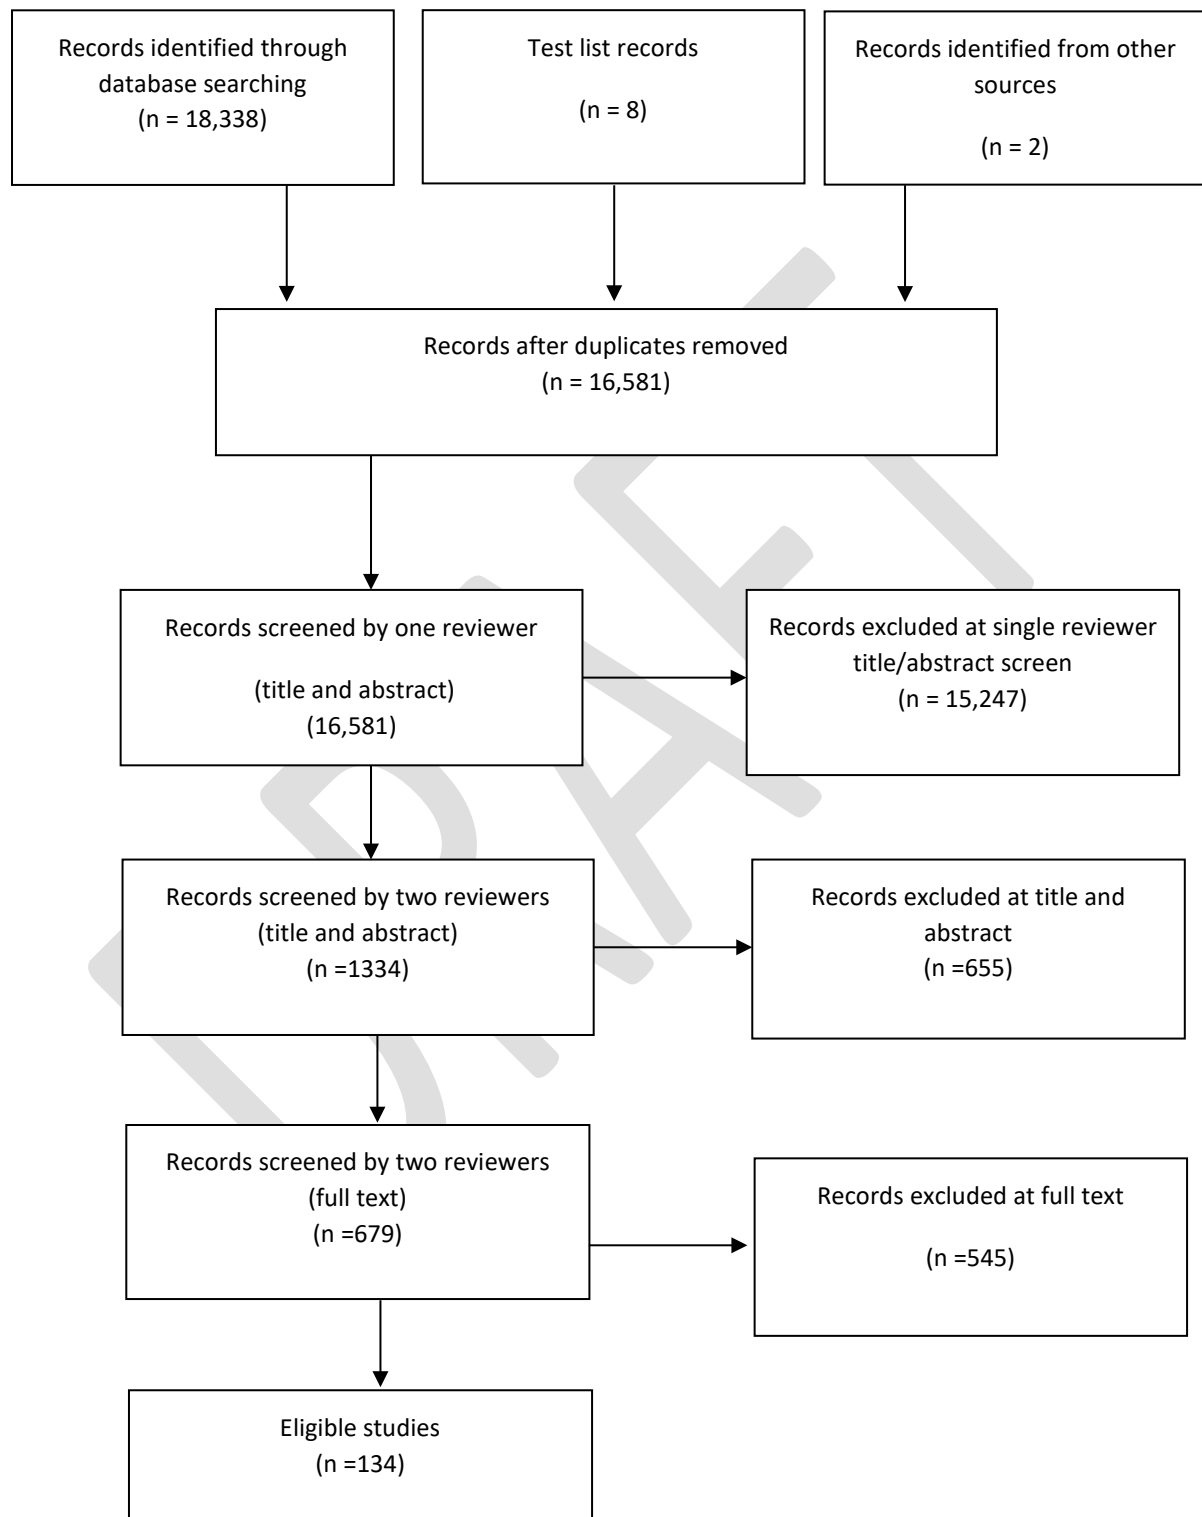 Records identified through
database searching
(n = 18,338)
Test list records
(n = 8)
Records identified from other
sources
(n = 2)
Records after duplicates removed
(n = 16,581)
Records screened by one reviewer
(title and abstract)
(16,581)
Records excluded at single reviewer
title/abstract screen
(n = 15,247)
Records screened by two reviewers
(title and abstract)
(n =1334)
Records excluded at title and
abstract
(n =655)
Records screened by two reviewers
(full text)
(n =679)
Records excluded at full text
(n =545)
Eligible studies
(n =134)
DRAFT